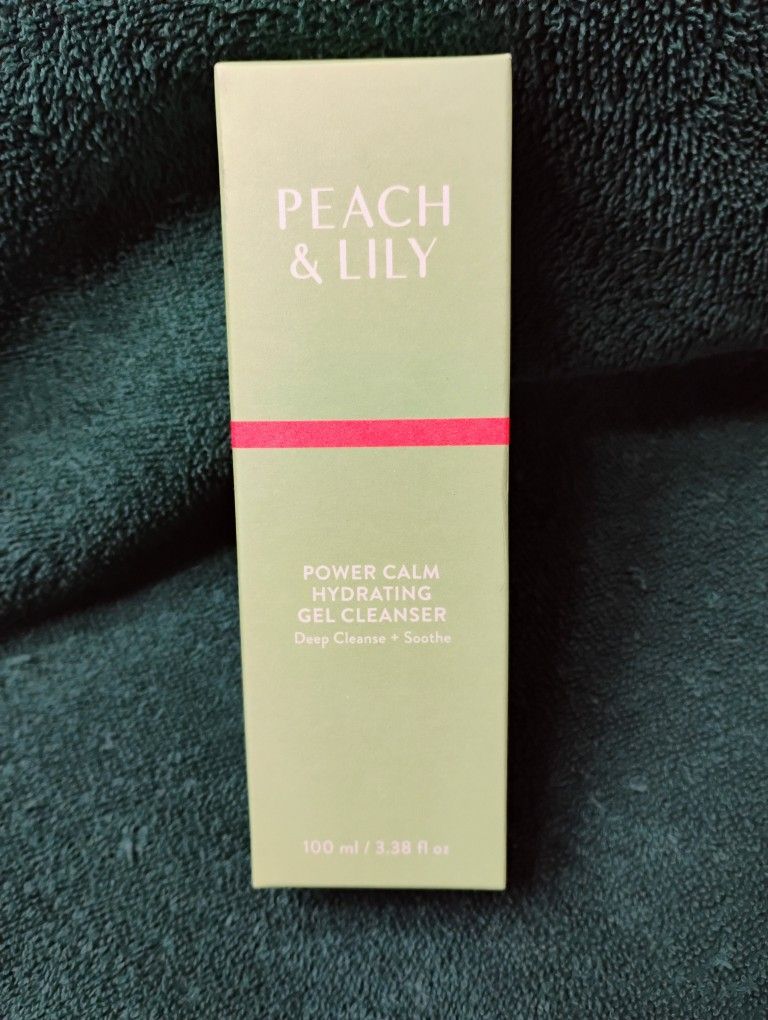 PEACH
& LILY
POWER CALM
HYDRATING
GEL CLEANSER
Deep Cleanse + Soothe
100 ml / 3.38 fl oz